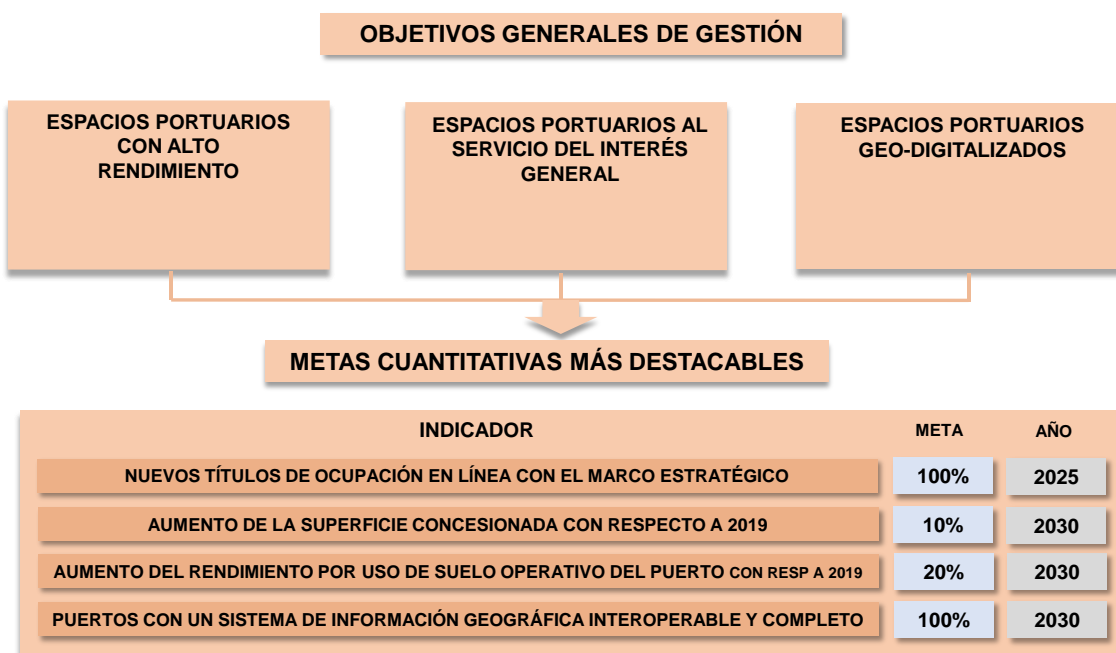 OBJETIVOS GENERALES DE GESTIÓN
ESPACIOS PORTUARIOS
CON ALTO
RENDIMIENTO
ESPACIOS PORTUARIOS AL
SERVICIO DEL INTERÉS
GENERAL
ESPACIOS PORTUARIOS
GEO-DIGITALIZADOS
METAS CUANTITATIVAS MÁS DESTACABLES
INDICADOR META AÑO
NUEVOS TÍTULOS DE OCUPACIÓN EN LÍNEA CON EL MARCO ESTRATÉGICO 100% 2025
AUMENTO DE LA SUPERFICIE CONCESIONADA CON RESPECTO A 2019 10% 2030
AUMENTO DEL RENDIMIENTO POR USO DE SUELO OPERATIVO DEL PUERTO CON RESP A 2019 20% 2030
PUERTOS CON UN SISTEMA DE INFORMACIÓN GEOGRÁFICA INTEROPERABLE Y COMPLETO 100% 2030